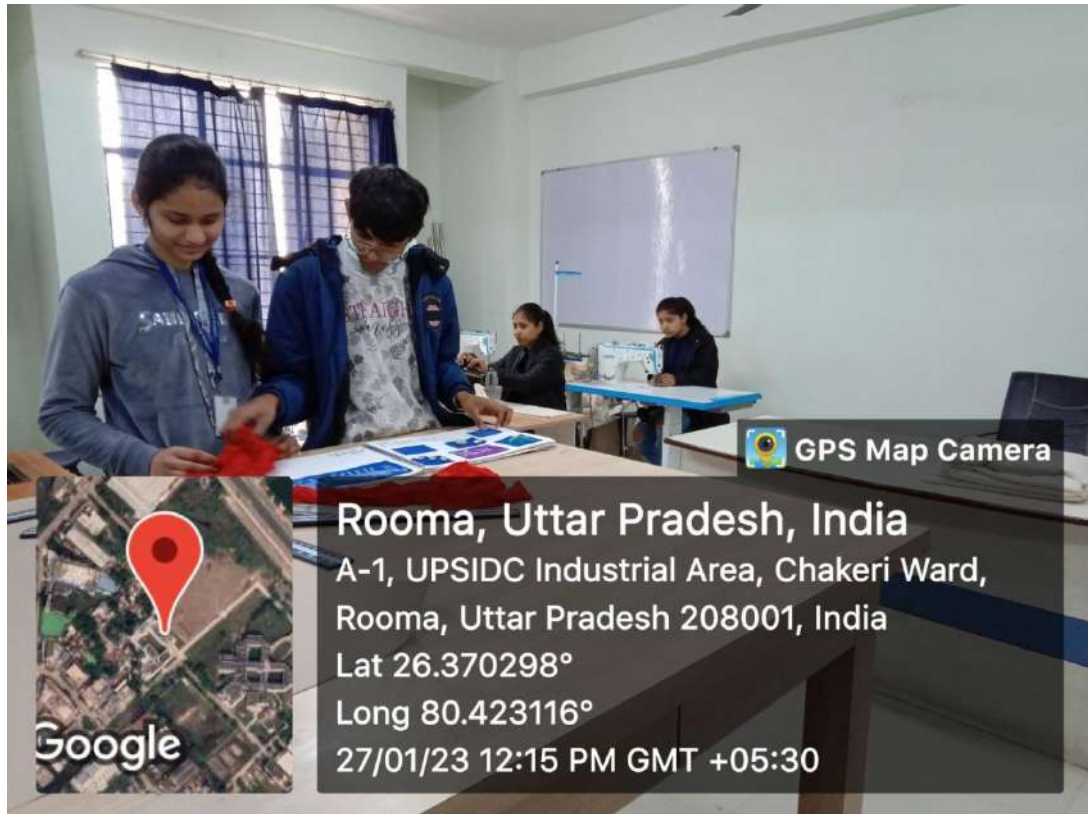 GPS Map Camera
Rooma, Uttar Pradesh, India
A-1, UPSIDC Industrial Area, Chakeri Ward,
Rooma, Uttar Pradesh 208001, India
Lat 26.370298°
Long 80.423116°
27/01/23 12:15 PM GMT +05:30
Google